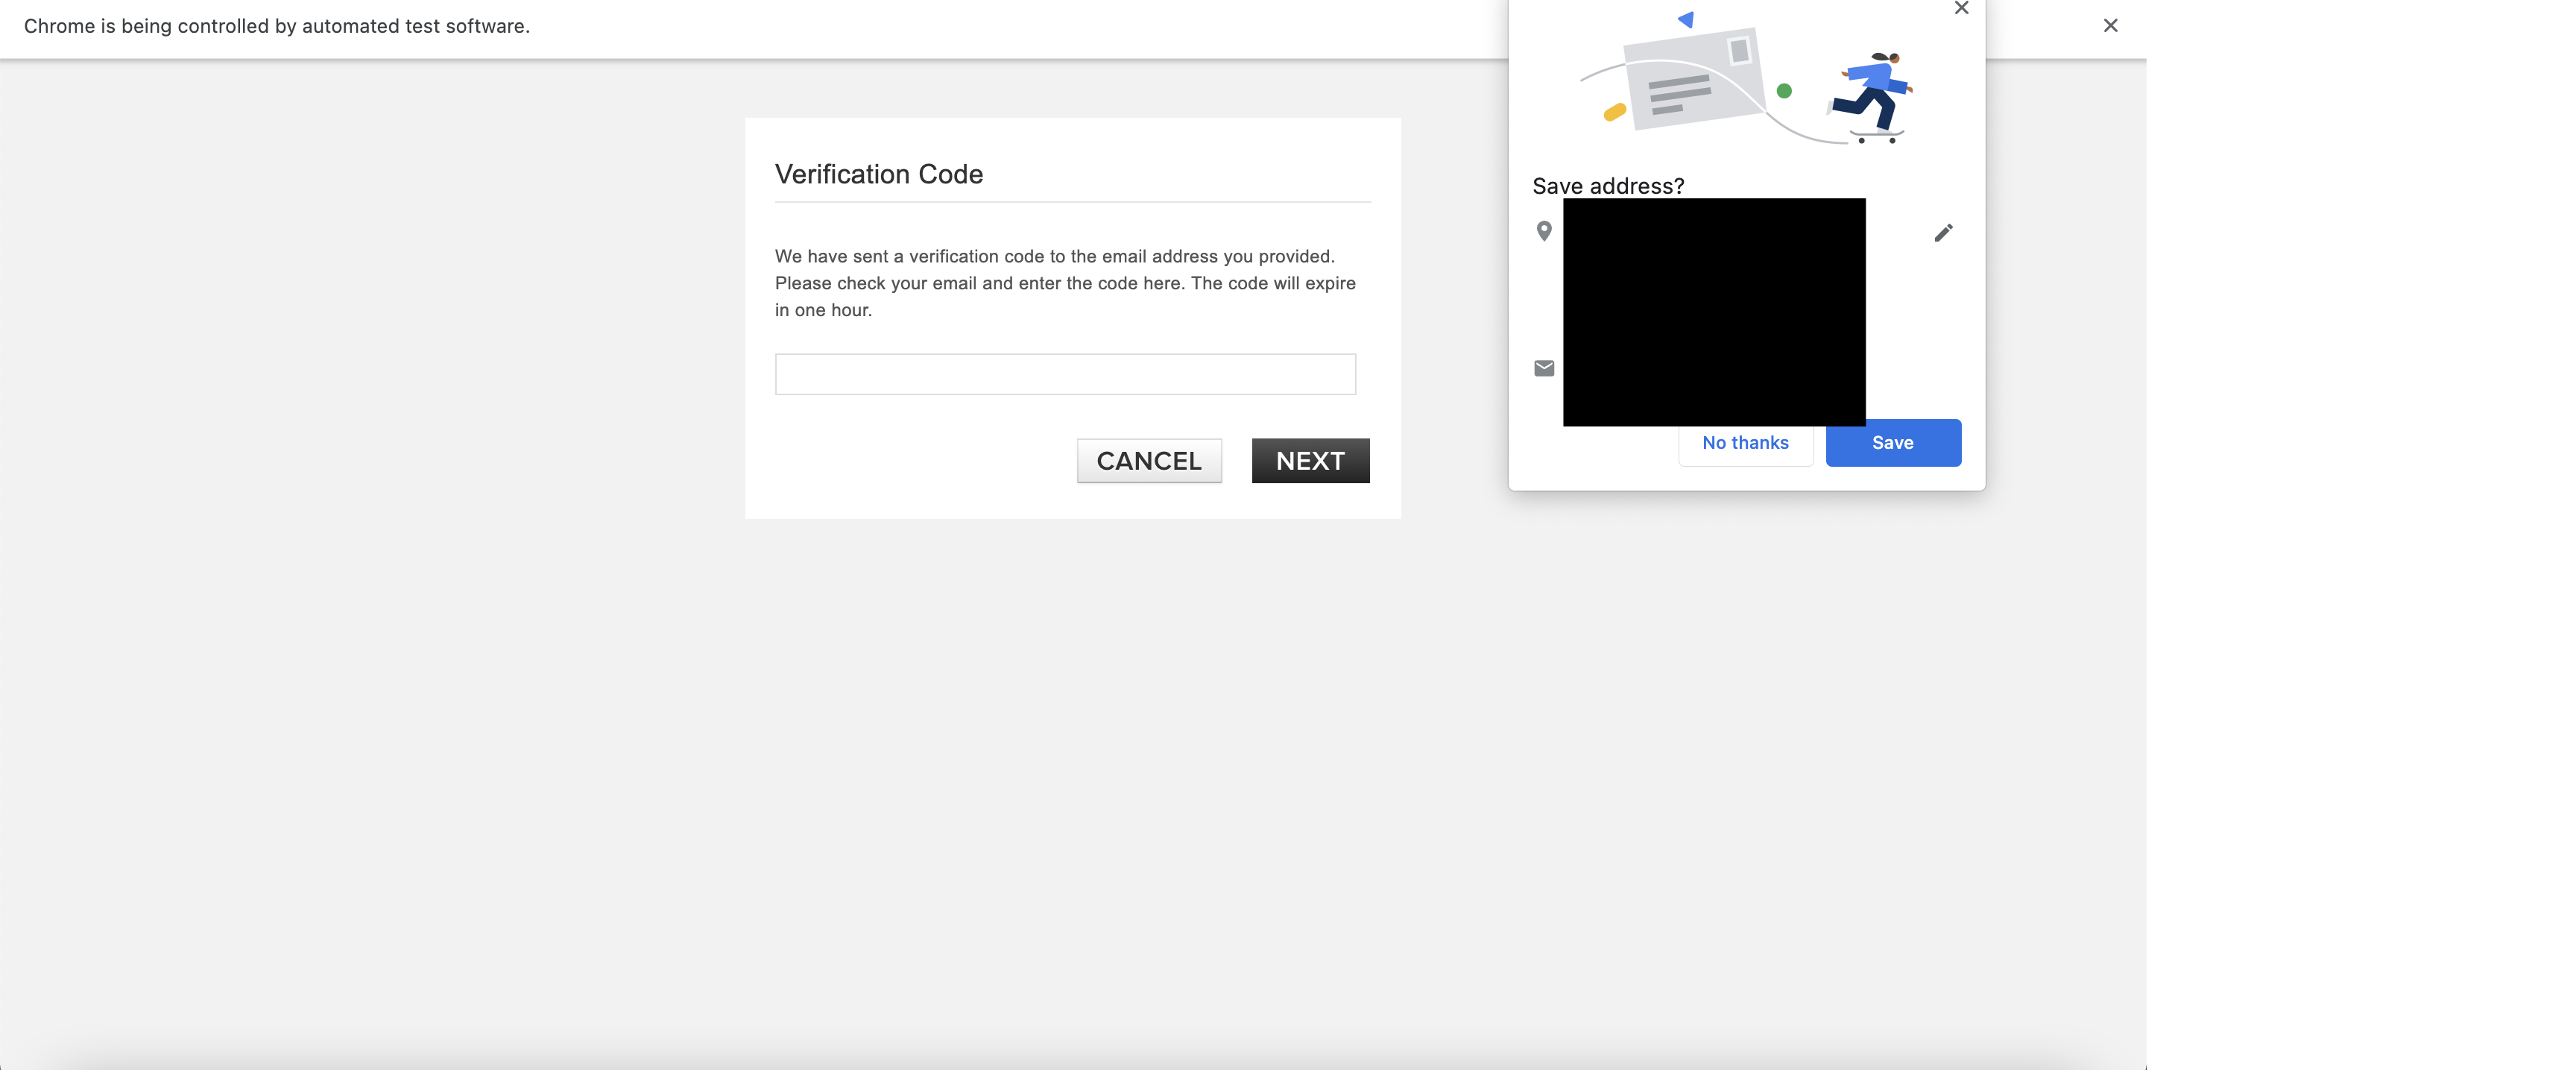 Chrome is being controlled by automated test software.
Verification Code
We have sent a verification code to the email address you provided.
Please check your email and enter the code here. The code will expire
in one hour.
CANCEL
NEXT
Save address?
No thanks
Save